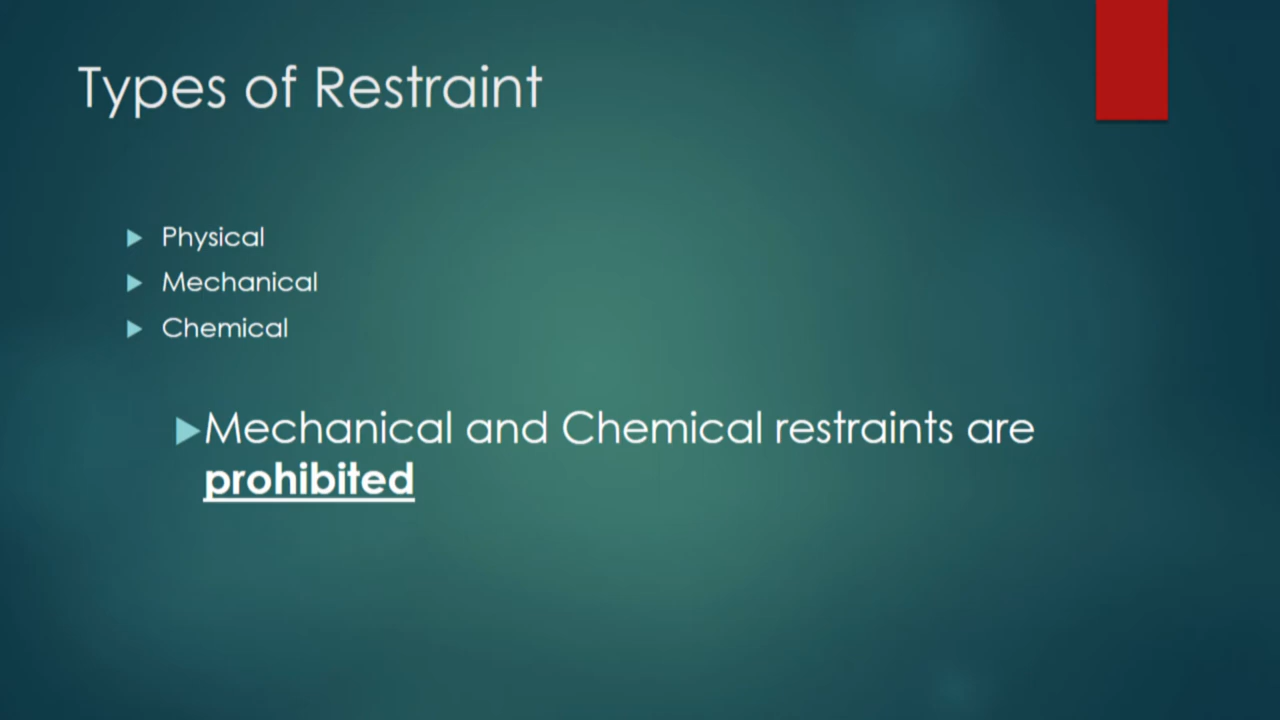 Types of Restraint
Physical
Mechanical
Chemical
Mechanical and Chemical restraints are
prohibited